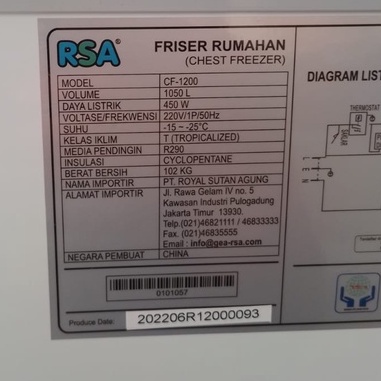 RSA®
FRISER RUMAHAN
(CHEST FREEZER)
MODEL CF-1200
VOLUME 1050 L
DAYA LISTRIK 450 W
VOLTASE/FREKWENSI 220V/1P/50Hz
SUHU -15 ~ -25°C
KELAS IKLIM T (TROPICALIZED)
MEDIA PENDINGIN R290
INSULASI CYCLOPENTANE
BERAT BERSIH 102 KG
NAMA IMPORTIR PT. ROYAL SUTAN AGUNG
ALAMAT IMPORTIR Jl. Rawa Gelam IV no. 5
Kawasan Industri Pulogadung
Jakarta Timur 13930.
Telp.(021)46821111 / 46833333
Fax. (021)46835555
Email : info@gea-rsa.com
NEGARA PEMBUAT CHINA
0101057
Produce Date:
202206R12000093
DIAGRAM LIST
THERMOSTAT